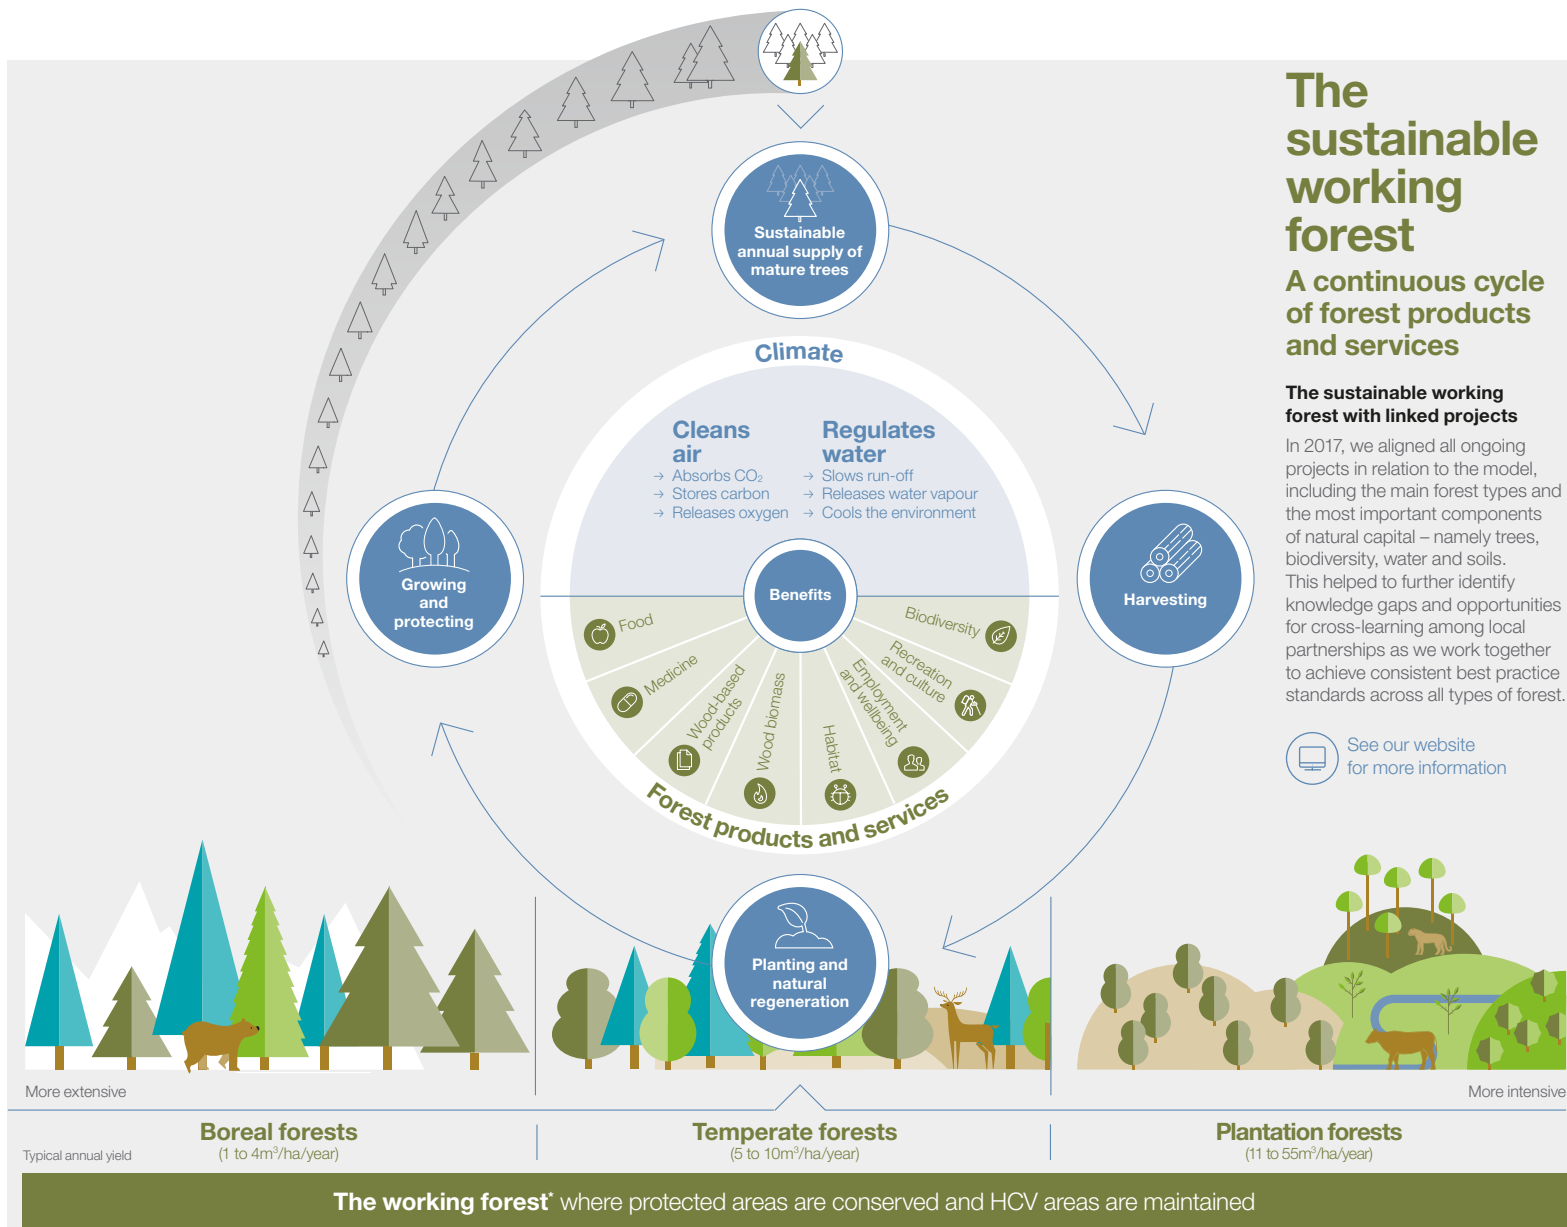 The
sustainable
working
forest
A continuous cycle
of forest products
and services
The sustainable working
forest with linked projects
In 2017, we aligned all ongoing
projects in relation to the model,
including the main forest types and
the most important components
of natural capital – namely trees,
biodiversity, water and soils.
This helped to further identify
knowledge gaps and opportunities
for cross-learning among local
partnerships as we work together
to achieve consistent best practice
standards across all types of forest.
See our website
for more information
Sustainable
annual supply of
mature trees
Harvesting
Planting and
natural
regeneration
Growing
and
protecting
Climate
Cleans
air
→ Absorbs CO₂
→ Stores carbon
→ Releases oxygen
Regulates
water
→ Slows run-off
→ Releases water vapour
→ Cools the environment
Benefits
Food
Medicine
Wood-based
products
Wood biomass
Habitat
Employment
and wellbeing
Recreation
and culture
Biodiversity
Forest products and services
More extensive
More intensive
Typical annual yield
Boreal forests
(1 to 4m³/ha/year)
Temperate forests
(5 to 10m³/ha/year)
Plantation forests
(11 to 55m³/ha/year)
The working forest* where protected areas are conserved and HCV areas are maintained